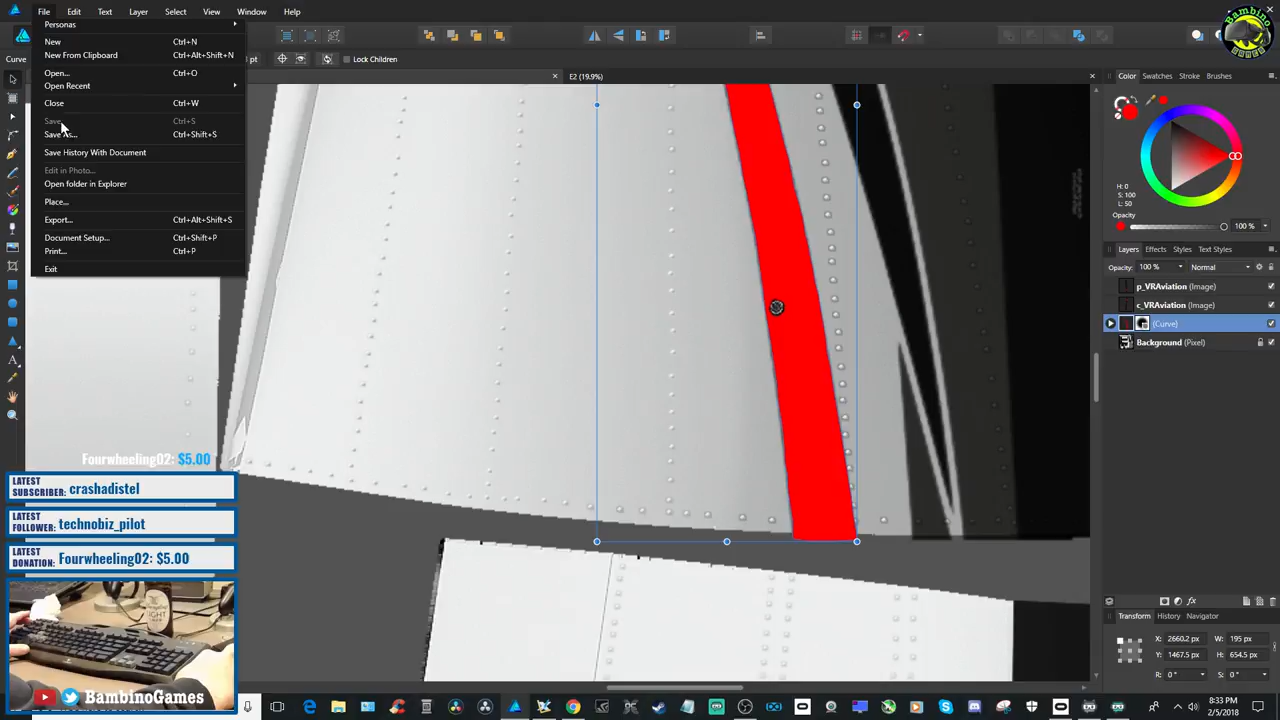 File Edit Text Layer Select View Window Help
Personas
New Ctrl+N
New From Clipboard Ctrl+Alt+Shift+N
Open... Ctrl+O
Open Recent
Close Ctrl+W
Save Ctrl+S
Save As... Ctrl+Shift+S
Save History With Document
Edit in Photo...
Open folder in Explorer
Place...
Export... Ctrl+Alt+Shift+S
Document Setup... Ctrl+Shift+P
Print... Ctrl+P
Exit
Curve
pt
Lock Children
E2 (19.9%)
Bambino
Color Swatches Stroke Brushes
H: 0
S: 100
L: 50
Opacity
100 %
Layers Effects Styles Text Styles
Opacity: 100 % Normal
p_VRAviation (Image)
c_VRAviation (Image)
(Curve)
Background (Pixel)
Transform History Navigator
X: 2660.2 px W: 195 px
Y: 1467.5 px H: 654.5 px
R: 0 ° S: 0 °
Fourwheeling02: $5.00
LATEST
SUBSCRIBER: crashadistel
LATEST
FOLLOWER: technobiz_pilot
LATEST
DONATION: Fourwheeling02: $5.00
BambinoGames
8:33 PM
2/5/2018